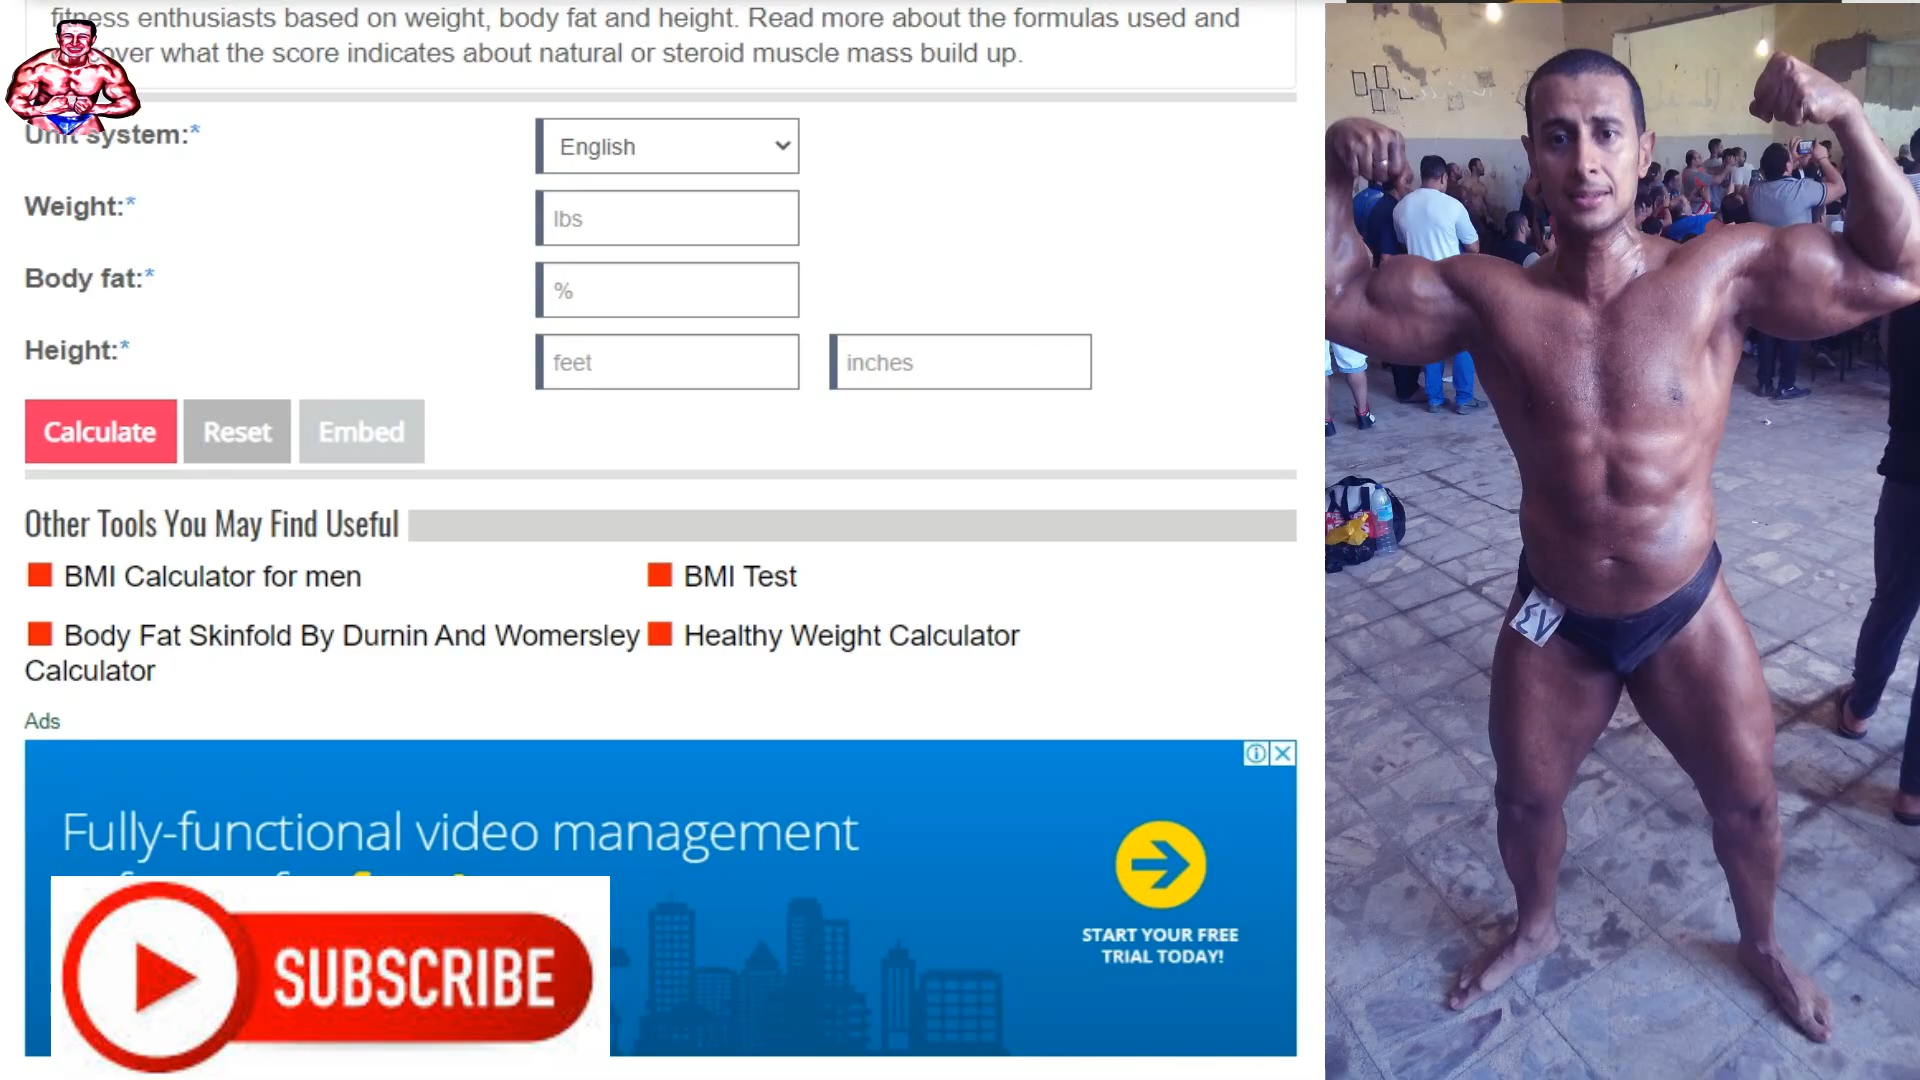 fitness enthusiasts based on weight, body fat and height. Read more about the formulas used and
over what the score indicates about natural or steroid muscle mass build up.
Unit system:*
English
Weight:*
lbs
Body fat:*
%
Height:*
feet
inches
Calculate
Reset
Embed
Other Tools You May Find Useful
BMI Calculator for men
BMI Test
Body Fat Skinfold By Durnin And Womersley
Calculator
Healthy Weight Calculator
Ads
Fully-functional video management
START YOUR FREE
TRIAL TODAY!
SUBSCRIBE
٤٧